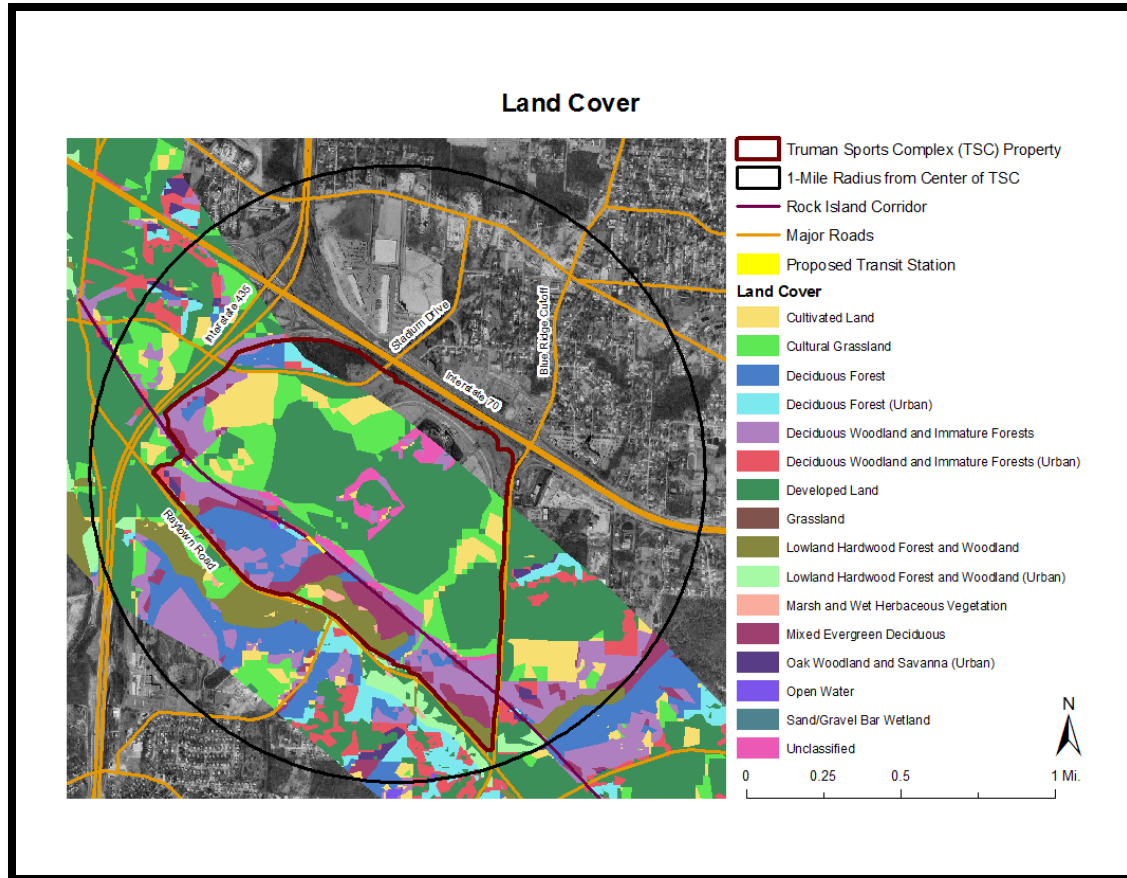 Land Cover
Truman Sports Complex (TSC) Property
1-Mile Radius from Center of TSC
Rock Island Corridor
Major Roads
Proposed Transit Station
Land Cover
Cultivated Land
Cultural Grassland
Deciduous Forest
Deciduous Forest (Urban)
Deciduous Woodland and Immature Forests
Deciduous Woodland and Immature Forests (Urban)
Developed Land
Grassland
Lowland Hardwood Forest and Woodland
Lowland Hardwood Forest and Woodland (Urban)
Marsh and Wet Herbaceous Vegetation
Mixed Evergreen Deciduous
Oak Woodland and Savanna (Urban)
Open Water
Sand/Gravel Bar Wetland
Unclassified
Interstate 435
Stadium Drive
Blue Ridge Cutoff
Interstate 70
Raytown Road
N
0 0.25 0.5 1 Mi.